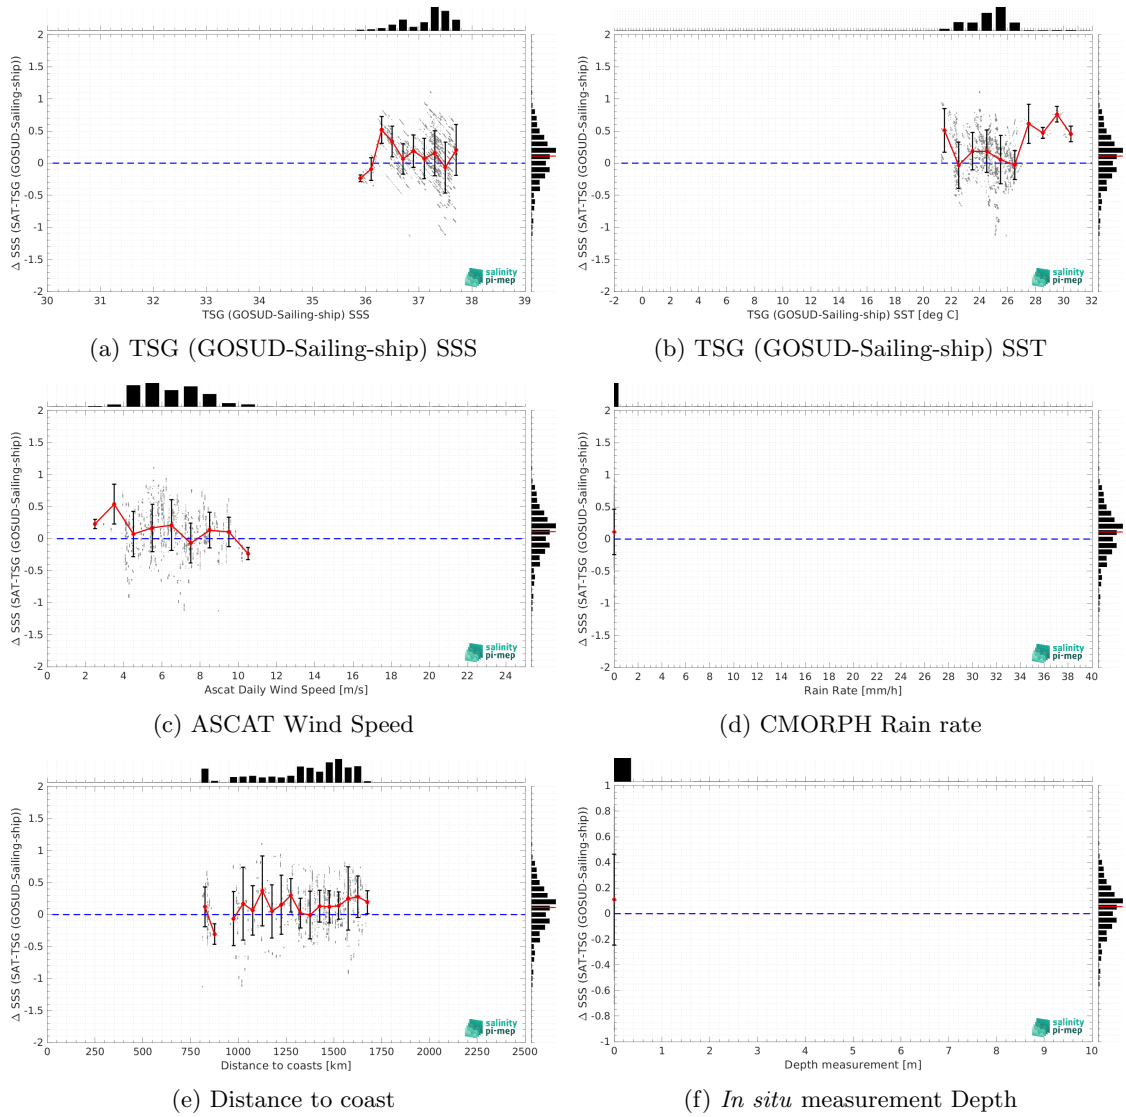 2
1.5
1
0.5
0
-0.5
-1
-1.5
-2
Δ SSS (SAT-TSG (GOSUD-Sailing-ship))
30 31 32 33 34 35 36 37 38 39
TSG (GOSUD-Sailing-ship) SSS
salinity
pi-mep
(a) TSG (GOSUD-Sailing-ship) SSS
2
1.5
1
0.5
0
-0.5
-1
-1.5
-2
Δ SSS (SAT-TSG (GOSUD-Sailing-ship))
-2 0 2 4 6 8 10 12 14 16 18 20 22 24 26 28 30 32
TSG (GOSUD-Sailing-ship) SST [deg C]
salinity
pi-mep
(b) TSG (GOSUD-Sailing-ship) SST
2
1.5
1
0.5
0
-0.5
-1
-1.5
-2
Δ SSS (SAT-TSG (GOSUD-Sailing-ship))
0 2 4 6 8 10 12 14 16 18 20 22 24
Ascat Daily Wind Speed [m/s]
salinity
pi-mep
(c) ASCAT Wind Speed
2
1.5
1
0.5
0
-0.5
-1
-1.5
-2
Δ SSS (SAT-TSG (GOSUD-Sailing-ship))
0 2 4 6 8 10 12 14 16 18 20 22 24 26 28 30 32 34 36 38 40
Rain Rate [mm/h]
salinity
pi-mep
(d) CMORPH Rain rate
2
1.5
1
0.5
0
-0.5
-1
-1.5
-2
Δ SSS (SAT-TSG (GOSUD-Sailing-ship))
0 250 500 750 1000 1250 1500 1750 2000 2250 2500
Distance to coasts [km]
salinity
pi-mep
(e) Distance to coast
1
0.8
0.6
0.4
0.2
0
-0.2
-0.4
-0.6
-0.8
-1
Δ SSS (SAT-TSG (GOSUD-Sailing-ship))
0 1 2 3 4 5 6 7 8 9 10
Depth measurement [m]
salinity
pi-mep
(f) In situ measurement Depth